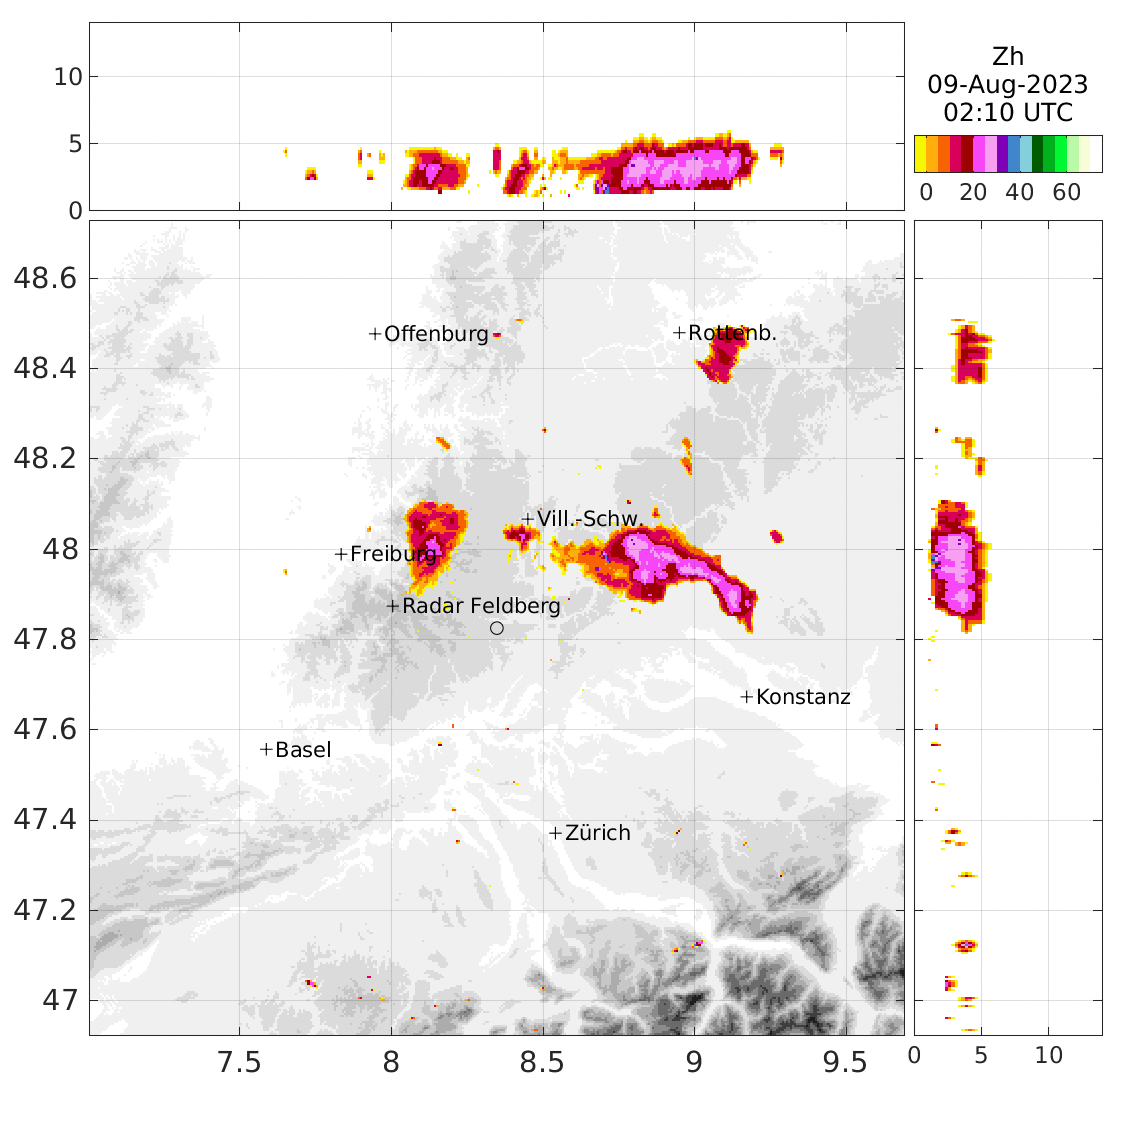 Zh
09-Aug-2023
02:10 UTC
0 20 40 60
10
5
0
48.6
48.4
48.2
48
47.8
47.6
47.4
47.2
47
+Offenburg
+Rottenb.
+Vill.-Schw.
+Freiburg
+Radar Feldberg
+Konstanz
+Basel
+Zürich
7.5 8 8.5 9 9.5
0 5 10